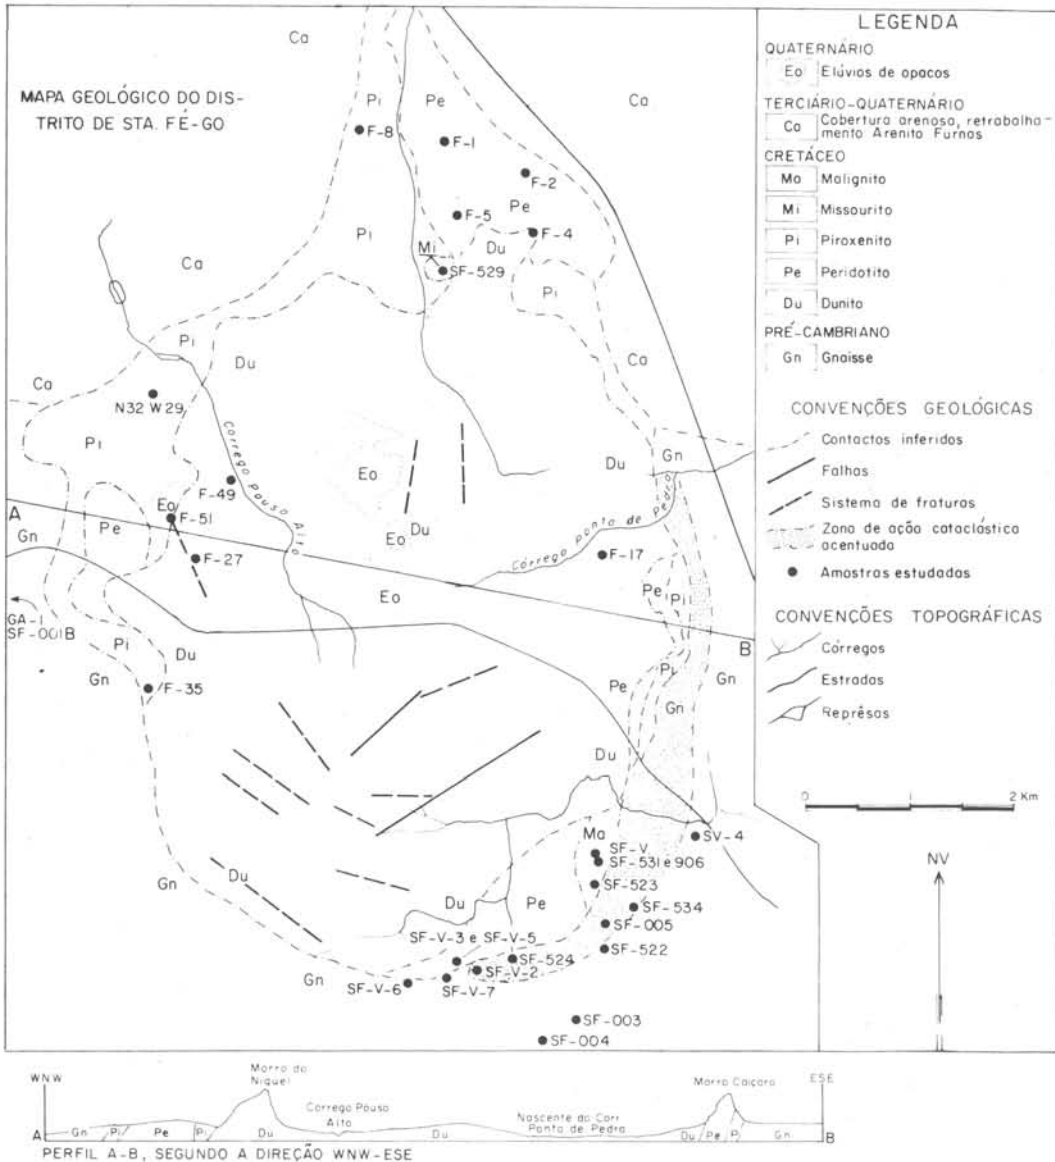 MAPA GEOLÓGICO DO DIS-
TRITO DE STA. FÉ-GO
Ca
Ca
Pi
Pe
F-8
F-1
F-2
Pe
F-5
F-4
Du
Pi
Mi
SF-529
Pi
Ca
Ca
Pi
Du
Ca
N32 W29
Pi
Córrego Pouso Alto
F-49
Eo
Du
Gn
Eo
F-51
A
Gn
Pe
Eo
Du
Córrego Ponta de Pedra
F-17
F-27
Pe
Pi
Eo
GA-1
SF-001B
B
Pi
Du
Gn
F-35
Pi
Pe
Gn
Gn
Du
Ma
SV-4
SF-V
SF-531 e 906
SF-523
Du
Gn
Du
Pe
SF-534
SF-005
SF-V-3 e SF-V-5
SF-522
SF-524
Gn
SF-V-2
SF-V-6
SF-V-7
SF-003
SF-004
LEGENDA
QUATERNÁRIO
Eo Elúvios de opacos
TERCIÁRIO-QUATERNÁRIO
Ca Cobertura arenosa, retrabalha-
mento Arenito Furnas
CRETÁCEO
Ma Malignito
Mi Missourito
Pi Piroxenito
Pe Peridotito
Du Dunito
PRÉ-CAMBRIANO
Gn Gnaisse
CONVENÇÕES GEOLÓGICAS
Contactos inferidos
Falhas
Sistema de fraturas
Zona de ação cataclástica
acentuada
Amostras estudadas
CONVENÇÕES TOPOGRÁFICAS
Córregos
Estradas
Reprêsas
0 1 2 Km
NV
WNW
Morro do
Níquel
Morro Caiçara
ESE
Córrego Pouso
Alto
Nascente do Corr.
Ponta de Pedra
A Gn Pi Pe Pi Du Du Du Pe Pi Gn B
PERFIL A-B, SEGUNDO A DIREÇÃO WNW-ESE